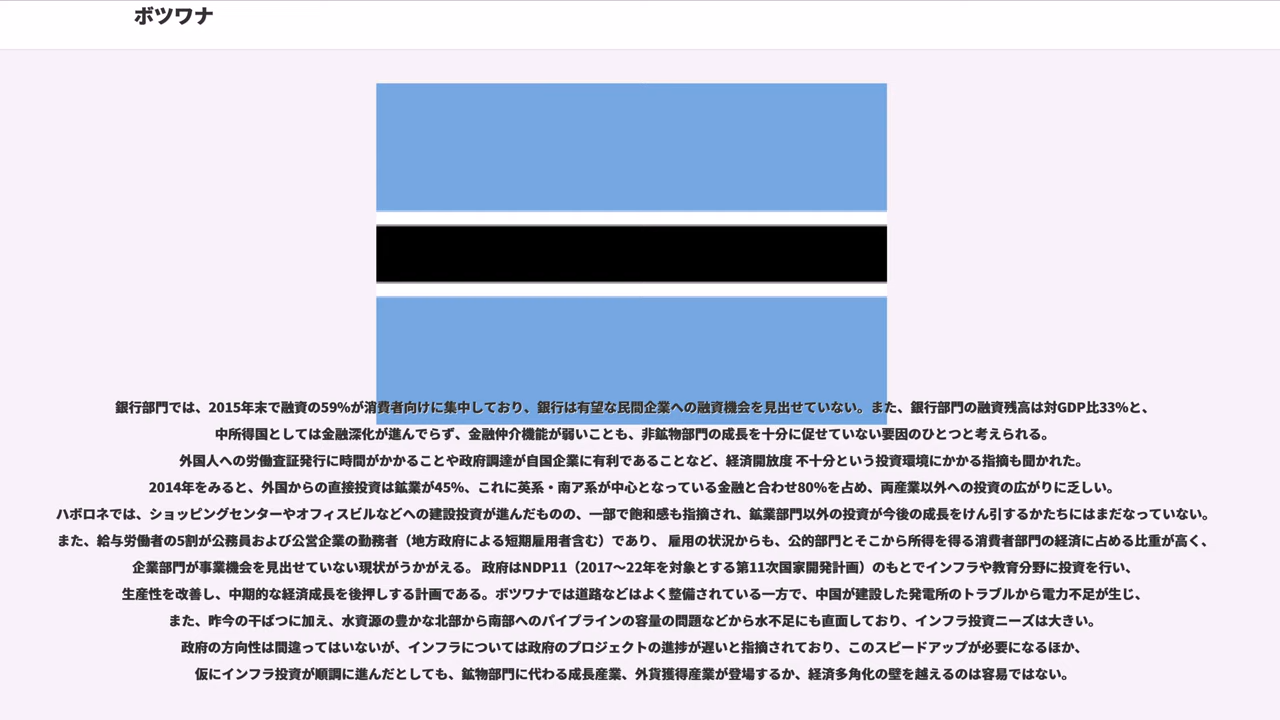 ボツワナ
銀行部門では、2015年末で融資の59%が消費者向けに集中しており、銀行は有望な民間企業への融資機会を見出せていない。また、銀行部門の融資残高は対GDP比33%と、
中所得国としては金融深化が進んでらず、金融仲介機能が弱いことも、非鉱物部門の成長を十分に促せていない要因のひとつと考えられる。
外国人への労働査証発行に時間がかかることや政府調達が自国企業に有利であることなど、経済開放度 不十分という投資環境にかかる指摘も聞かれた。
2014年をみると、外国からの直接投資は鉱業が45%、これに英系・南ア系が中心となっている金融と合わせ80%を占め、両産業以外への投資の広がりに乏しい。
ハボロネでは、ショッピングセンターやオフィスビルなどへの建設投資が進んだものの、一部で飽和感も指摘され、鉱業部門以外の投資が今後の成長をけん引するかたちにはまだなっていない。
また、給与労働者の5割が公務員および公営企業の勤務者（地方政府による短期雇用者含む）であり、 雇用の状況からも、公的部門とそこから所得を得る消費者部門の経済に占める比重が高く、
企業部門が事業機会を見出せていない現状がうかがえる。 政府はNDP11（2017〜22年を対象とする第11次国家開発計画）のもとでインフラや教育分野に投資を行い、
生産性を改善し、中期的な経済成長を後押しする計画である。ボツワナでは道路などはよく整備されている一方で、中国が建設した発電所のトラブルから電力不足が生じ、
また、昨今の干ばつに加え、水資源の豊かな北部から南部へのパイプラインの容量の問題などから水不足にも直面しており、インフラ投資ニーズは大きい。
政府の方向性は間違ってはいないが、インフラについては政府のプロジェクトの進捗が遅いと指摘されており、このスピードアップが必要になるほか、
仮にインフラ投資が順調に進んだとしても、鉱物部門に代わる成長産業、外貨獲得産業が登場するか、経済多角化の壁を越えるのは容易ではない。